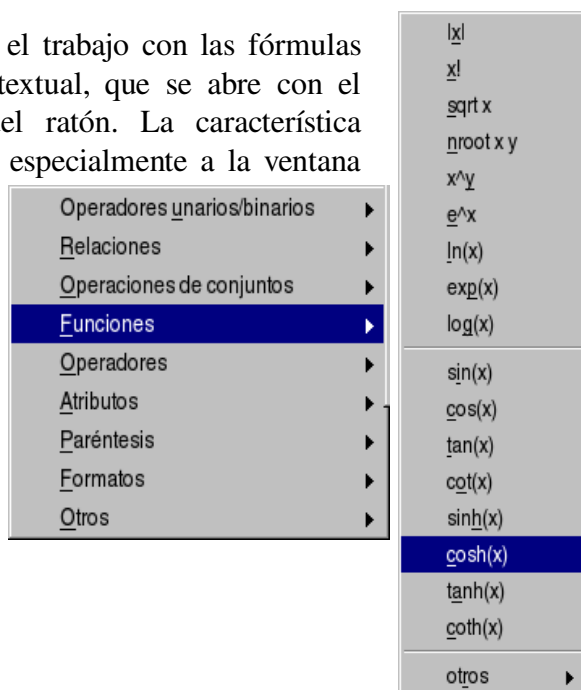 el trabajo con las fórmulas
textual, que se abre con el
el ratón. La característica
especialmente a la ventana
Operadores unarios/binarios
Relaciones
Operaciones de conjuntos
Funciones
Operadores
Atributos
Paréntesis
Formatos
Otros
|x|
x!
sqrt x
nroot x y
x^y
e^x
ln(x)
exp(x)
log(x)
sin(x)
cos(x)
tan(x)
cot(x)
sinh(x)
cosh(x)
tanh(x)
coth(x)
otros